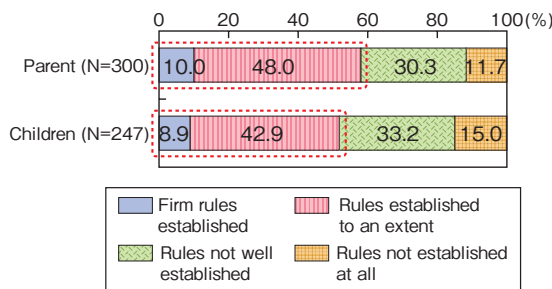 0 20 40 60 80 100(%)
Parent (N=300) 10.0 48.0 30.3 11.7
Children (N=247) 8.9 42.9 33.2 15.0
Firm rules
established
Rules established
to an extent
Rules not well
established
Rules not established
at all